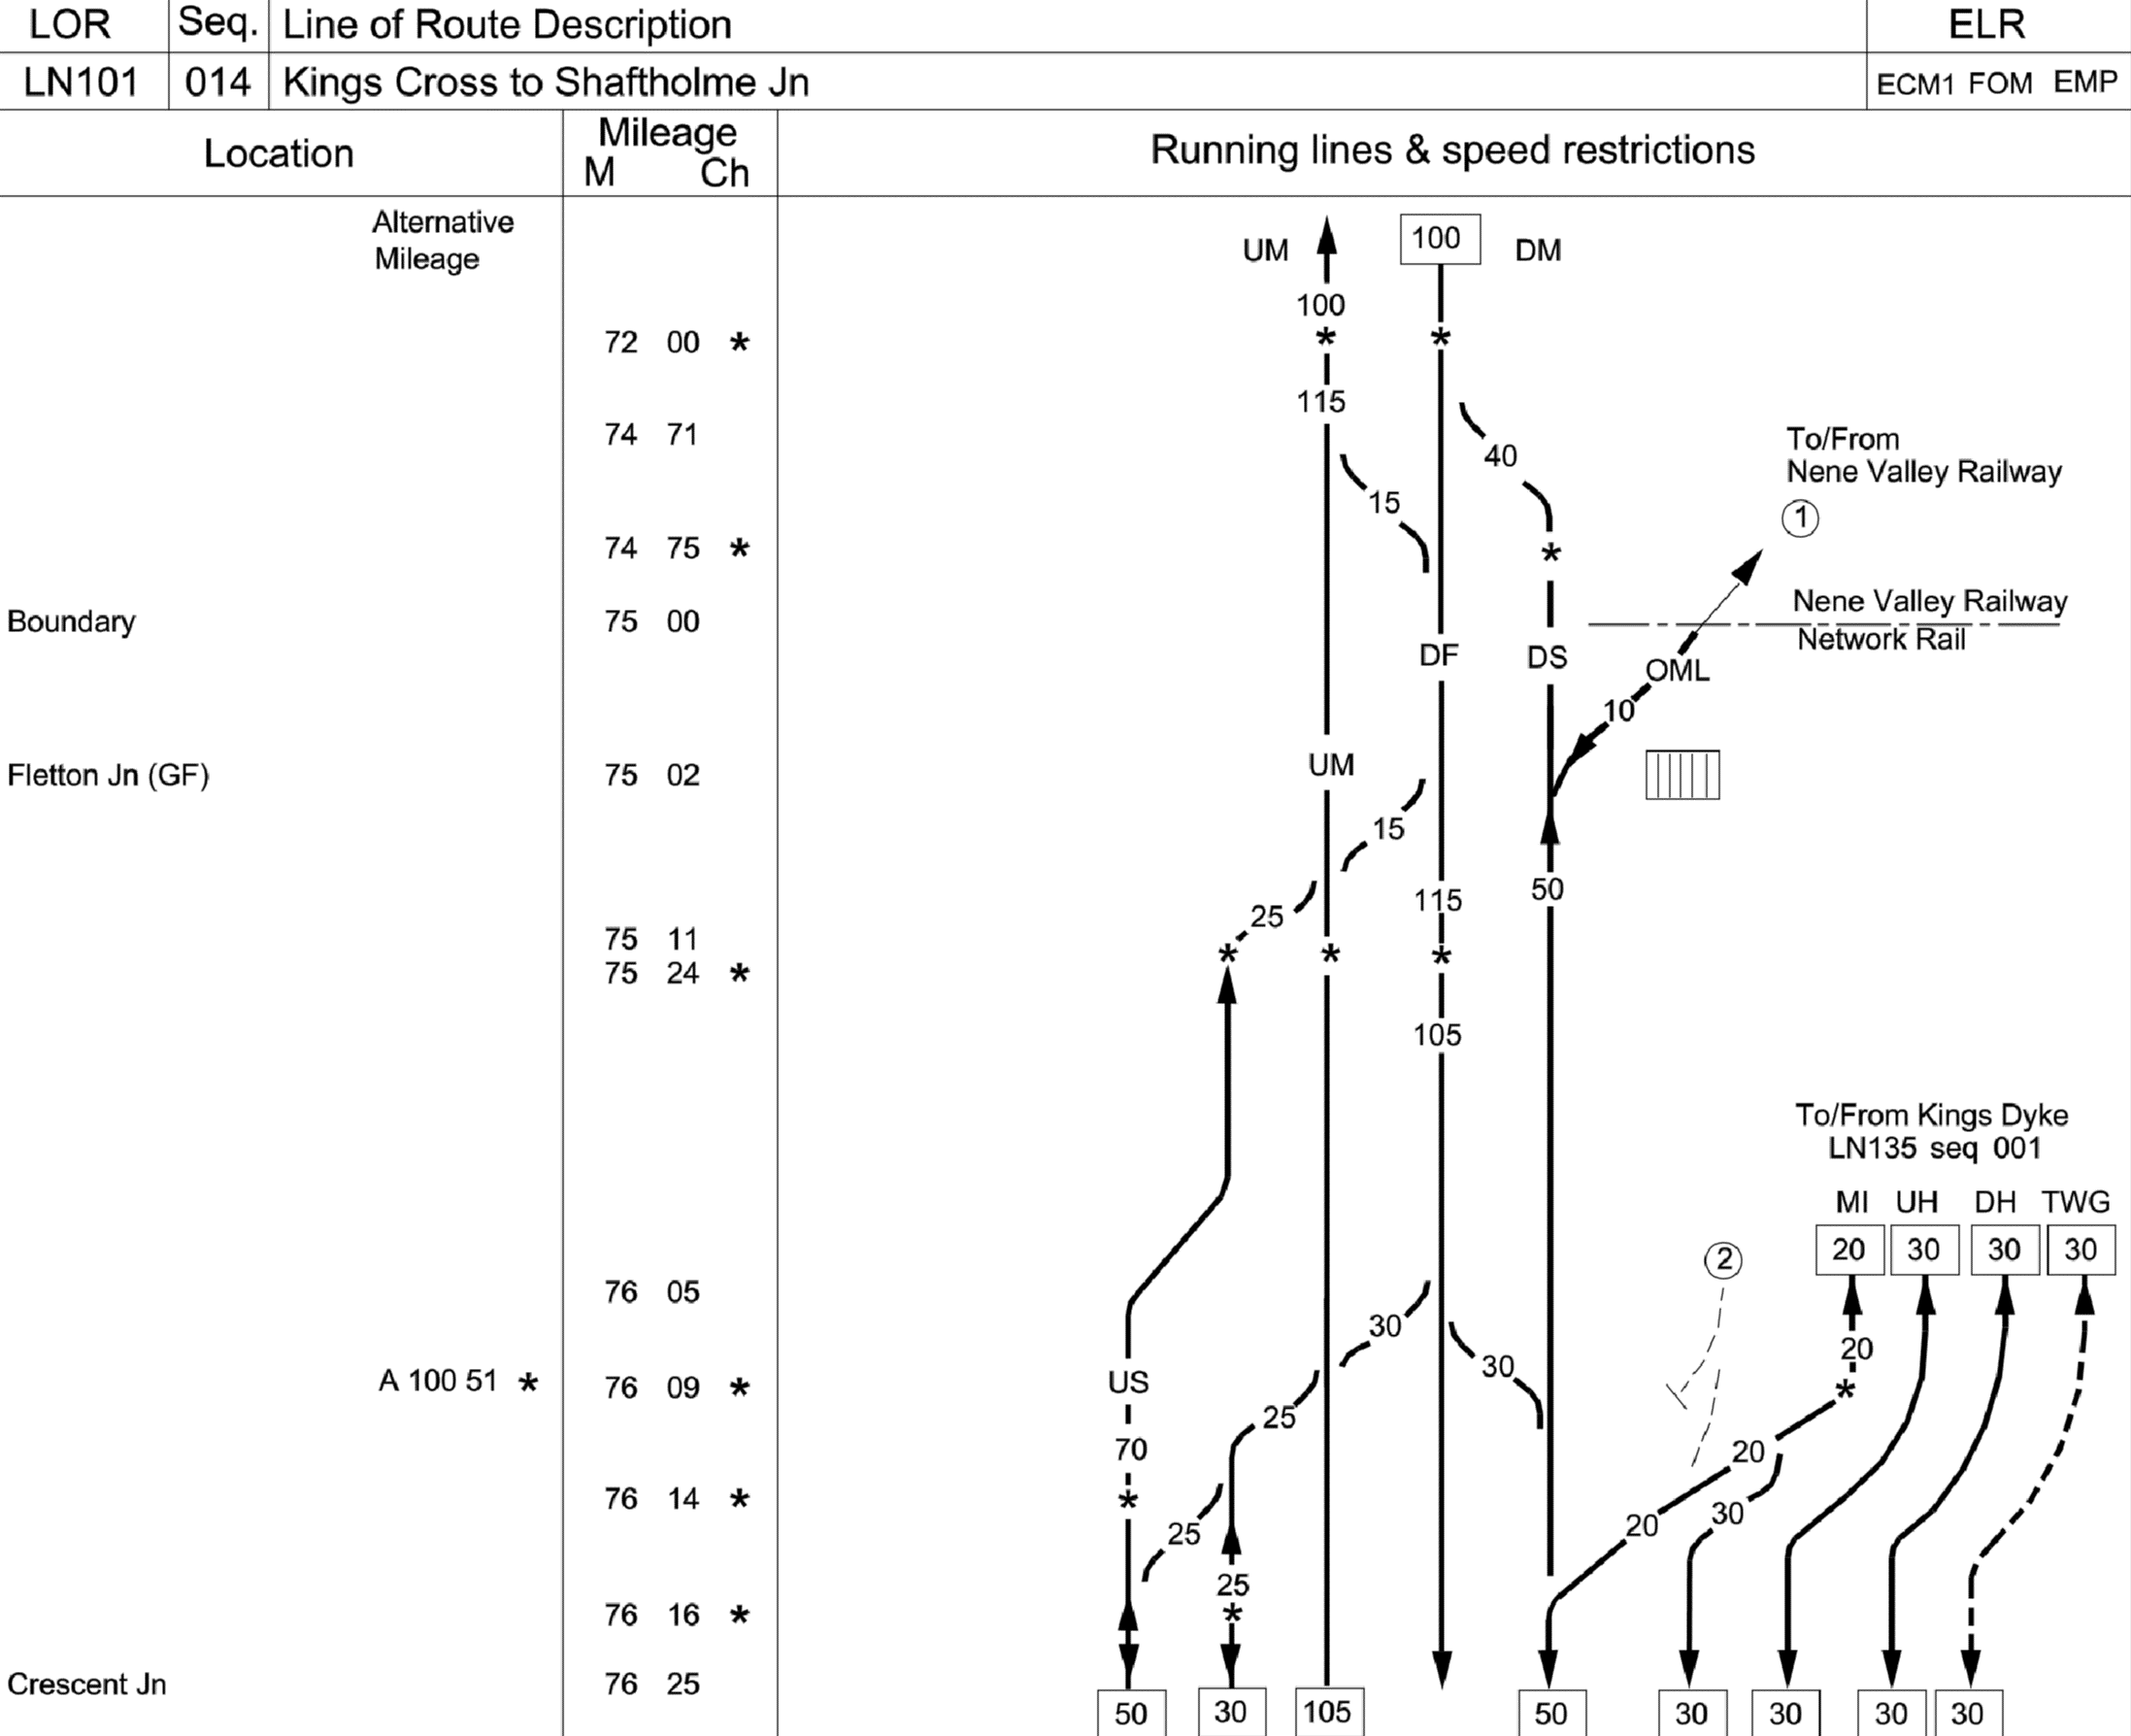 LOR Seq. Line of Route Description ELR
LN101 014 Kings Cross to Shaftholme Jn ECM1 FOM EMP
Location Mileage Running lines & speed restrictions
M Ch
Alternative
Mileage
UM 100 DM
100
72 00 * * *
115
74 71
40
15
To/From
Nene Valley Railway
1
74 75 * *
Boundary 75 00
Nene Valley Railway
Network Rail
DF DS OML
10
Fletton Jn (GF) 75 02 UM
15
115 50
25
75 11
75 24 * * * *
105
To/From Kings Dyke
LN135 seq 001
MI UH DH TWG
20 30 30 30
2
76 05
30
20
30
A 100 51 * 76 09 * US *
25
70 20
76 14 * *
30
25 20
25
76 16 * *
Crescent Jn 76 25
50 30 105 50 30 30 30 30